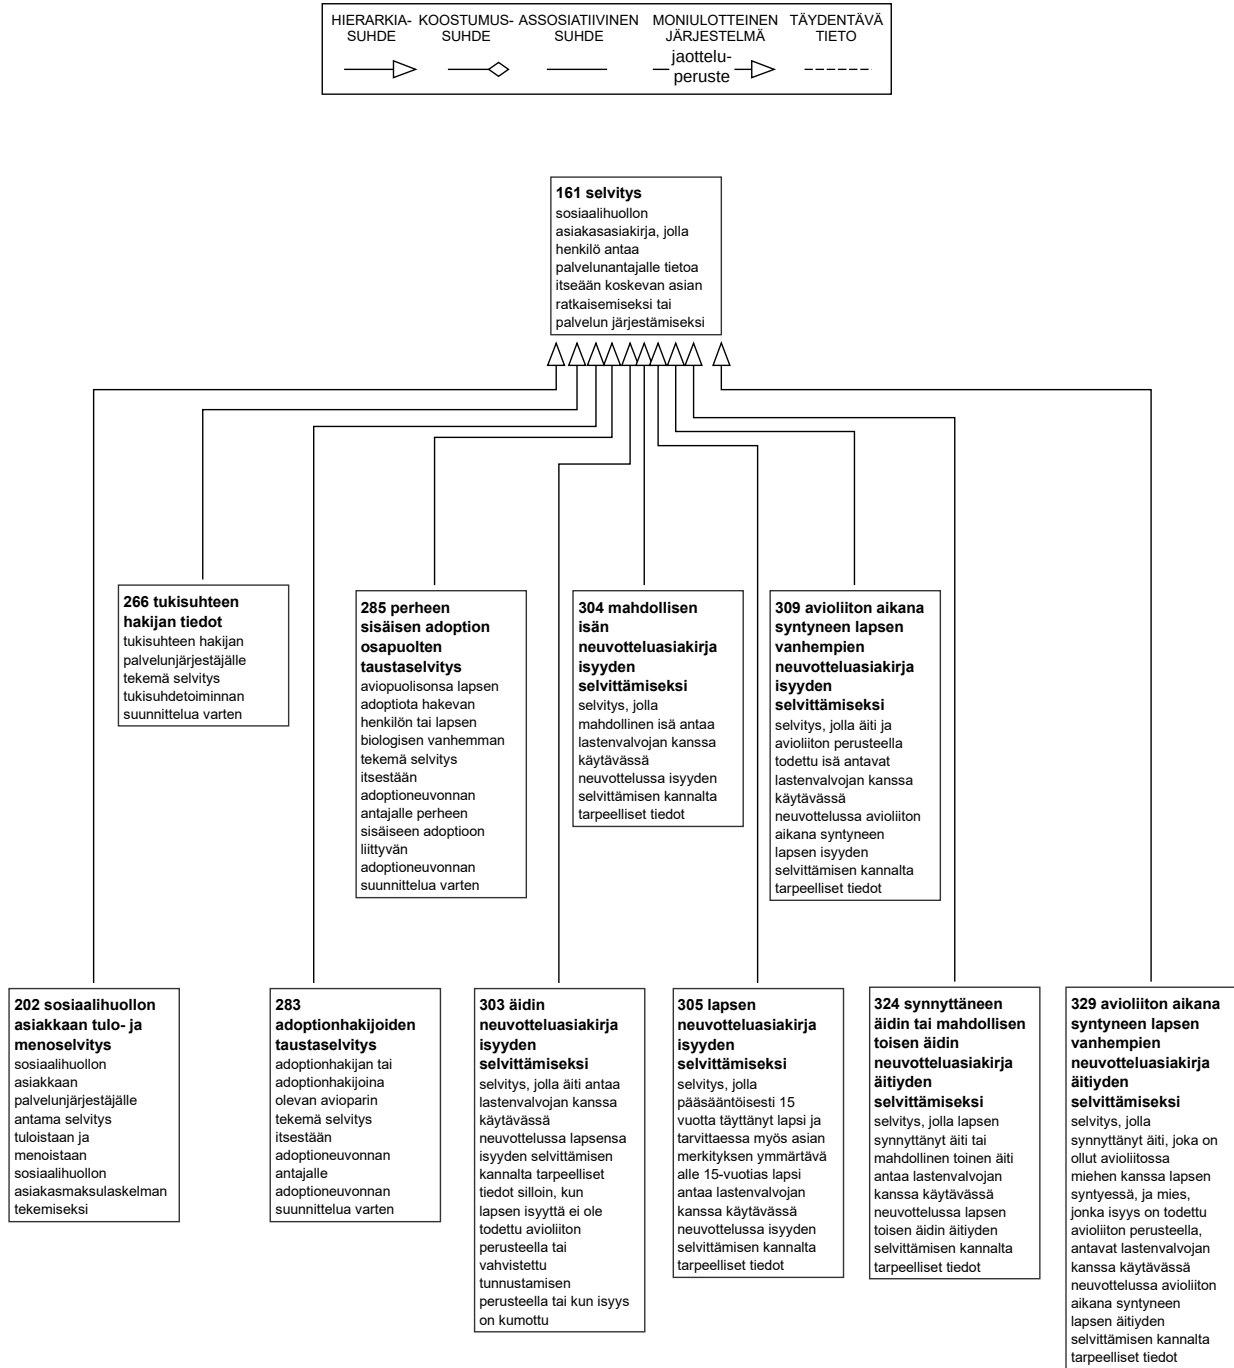 HIERARKIA-
SUHDE
KOOSTUMUS-
SUHDE
ASSOSIATIIVINEN
SUHDE
MONIULOTTEINEN
JÄRJESTELMÄ
jaottelu-
peruste
TÄYDENTÄVÄ
TIETO
161 selvitys
sosiaalihuollon
asiakasasiakirja, jolla
henkilö antaa
palvelunantajalle tietoa
itseään koskevan asian
ratkaisemiseksi tai
palvelun järjestämiseksi
266 tukisuhteen
hakijan tiedot
tukisuhteen hakijan
palvelunjärjestäjälle
tekemä selvitys
tukisuhdetoiminnan
suunnittelua varten
285 perheen
sisäisen adoption
osapuolten
taustaselvitys
aviopuolisonsa lapsen
adoptiota hakevan
henkilön tai lapsen
biologisen vanhemman
tekemä selvitys
itsestään
adoptioneuvonnan
antajalle perheen
sisäiseen adoptioon
liittyvän
adoptioneuvonnan
suunnittelua varten
304 mahdollisen
isän
neuvotteluasiakirja
isyyden
selvittämiseksi
selvitys, jolla
mahdollinen isä antaa
lastenvalvojan kanssa
käytävässä
neuvottelussa isyyden
selvittämisen kannalta
tarpeelliset tiedot
309 avioliiton aikana
syntyneen lapsen
vanhempien
neuvotteluasiakirja
isyyden
selvittämiseksi
selvitys, jolla äiti ja
avioliiton perusteella
todettu isä antavat
lastenvalvojan kanssa
käytävässä
neuvottelussa avioliiton
aikana syntyneen
lapsen isyyden
selvittämisen kannalta
tarpeelliset tiedot
202 sosiaalihuollon
asiakkaan tulo- ja
menoselvitys
sosiaalihuollon
asiakkaan
palvelunjärjestäjälle
antama selvitys
tuloistaan ja
menoistaan
sosiaalihuollon
asiakasmaksulaskelman
tekemiseksi
283
adoptionhakijoiden
taustaselvitys
adoptionhakijan tai
adoptionhakijoina
olevan avioparin
tekemä selvitys
itsestään
adoptioneuvonnan
antajalle
adoptioneuvonnan
suunnittelua varten
303 äidin
neuvotteluasiakirja
isyyden
selvittämiseksi
selvitys, jolla äiti antaa
lastenvalvojan kanssa
käytävässä
neuvottelussa lapsensa
isyyden selvittämisen
kannalta tarpeelliset
tiedot silloin, kun
lapsen isyyttä ei ole
todettu avioliiton
perusteella tai
vahvistettu
tunnustamisen
perusteella tai kun isyys
on kumottu
305 lapsen
neuvotteluasiakirja
isyyden
selvittämiseksi
selvitys, jolla
pääsääntöisesti 15
vuotta täyttänyt lapsi ja
tarvittaessa myös asian
merkityksen ymmärtävä
alle 15-vuotias lapsi
antaa lastenvalvojan
kanssa käytävässä
neuvottelussa isyyden
selvittämisen kannalta
tarpeelliset tiedot
324 synnyttäneen
äidin tai mahdollisen
toisen äidin
neuvotteluasiakirja
äitiyden
selvittämiseksi
selvitys, jolla lapsen
synnyttänyt äiti tai
mahdollinen toinen äiti
antaa lastenvalvojan
kanssa käytävässä
neuvottelussa lapsen
toisen äidin äitiyden
selvittämisen kannalta
tarpeelliset tiedot
329 avioliiton aikana
syntyneen lapsen
vanhempien
neuvotteluasiakirja
äitiyden
selvittämiseksi
selvitys, jolla
synnyttänyt äiti, joka on
ollut avioliitossa
miehen kanssa lapsen
syntyessä, ja mies,
jonka isyys on todettu
avioliiton perusteella,
antavat lastenvalvojan
kanssa käytävässä
neuvottelussa avioliiton
aikana syntyneen
lapsen äitiyden
selvittämisen kannalta
tarpeelliset tiedot